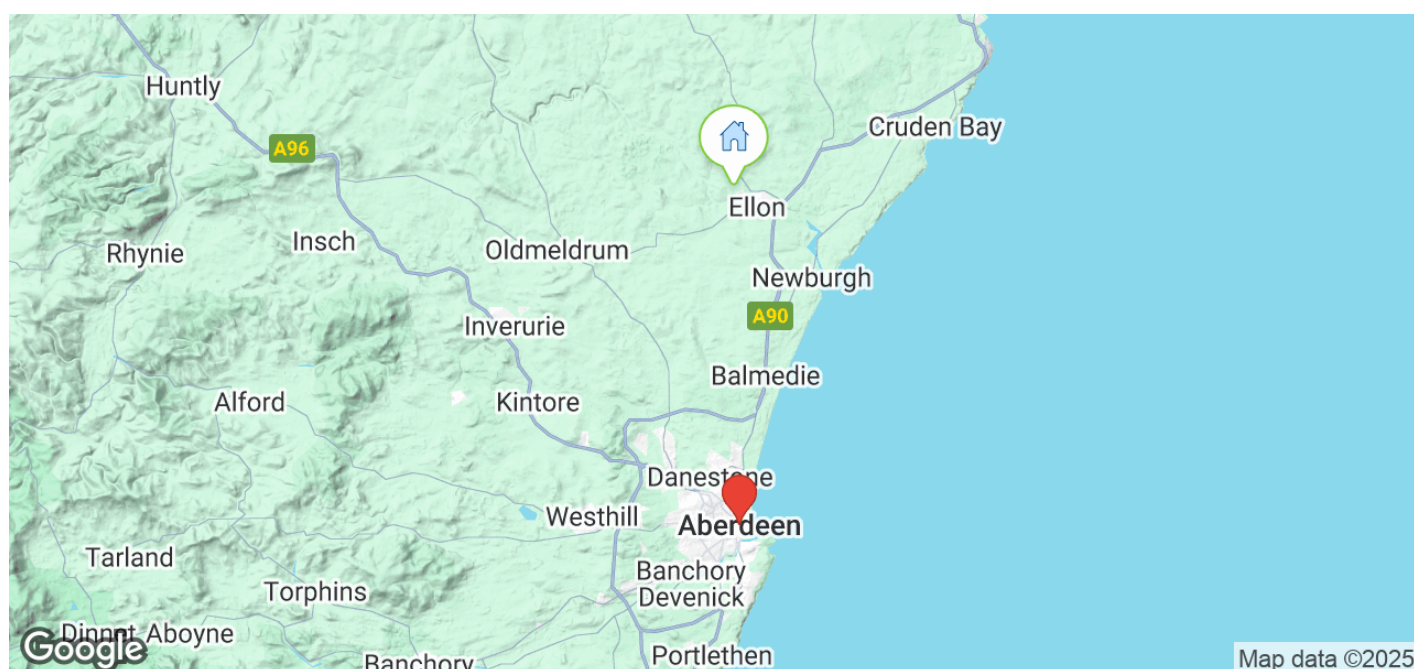 Huntly
Cruden Bay
A96
Ellon
Rhynie
Insch
Oldmeldrum
Newburgh
A90
Inverurie
Balmedie
Alford
Kintore
Danestone
Westhill
Aberdeen
Tarland
Banchory
Devenick
Torphins
Dinnet
Aboyne
Google
Banchory
Portlethen
Map data ©2025